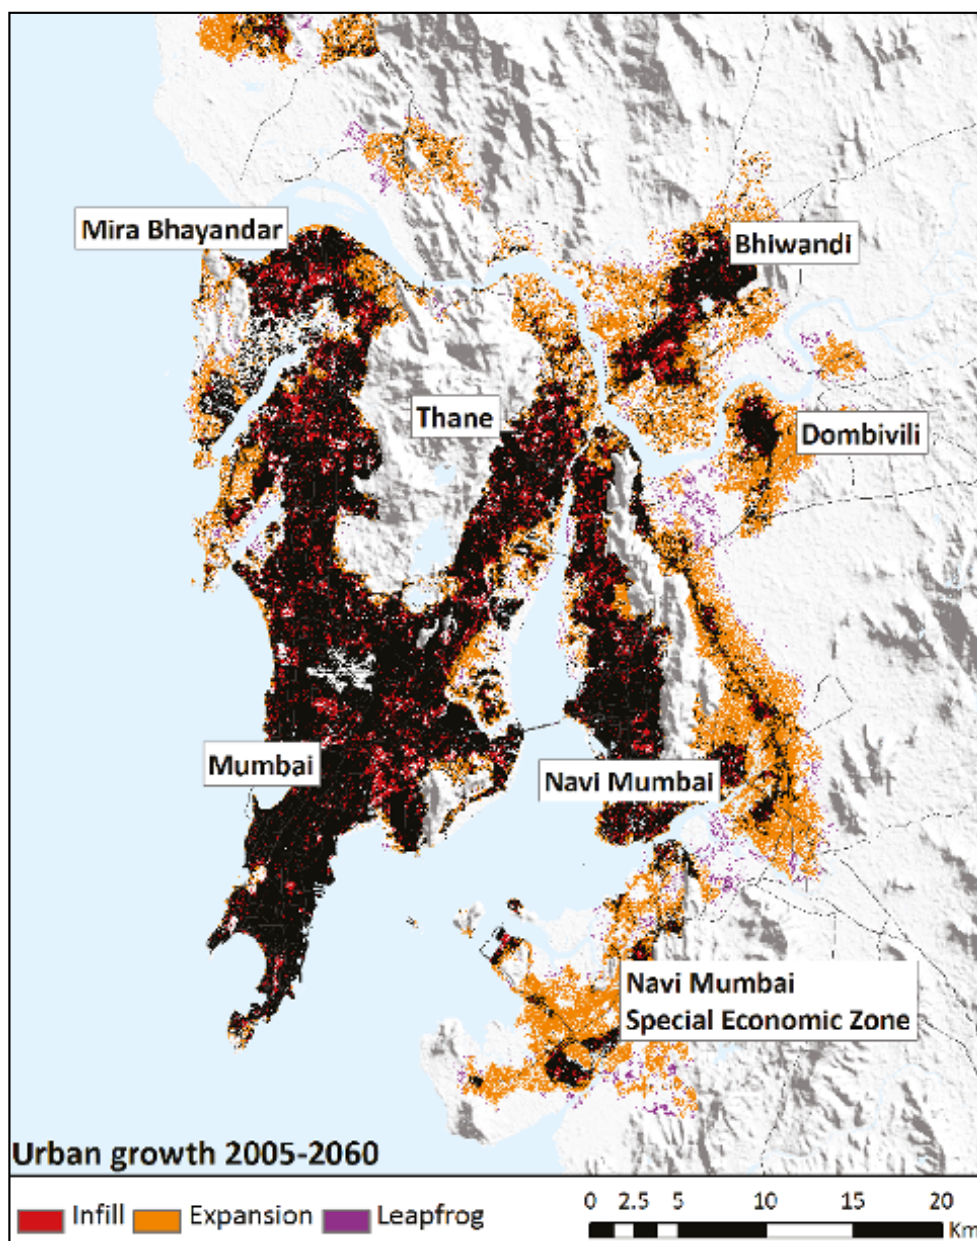 Mira Bhayandar
Bhiwandi
Thane
Dombivili
Mumbai
Navi Mumbai
Navi Mumbai
Special Economic Zone
Urban growth 2005-2060
Infill Expansion Leapfrog
0 2.5 5 10 15 20
Km